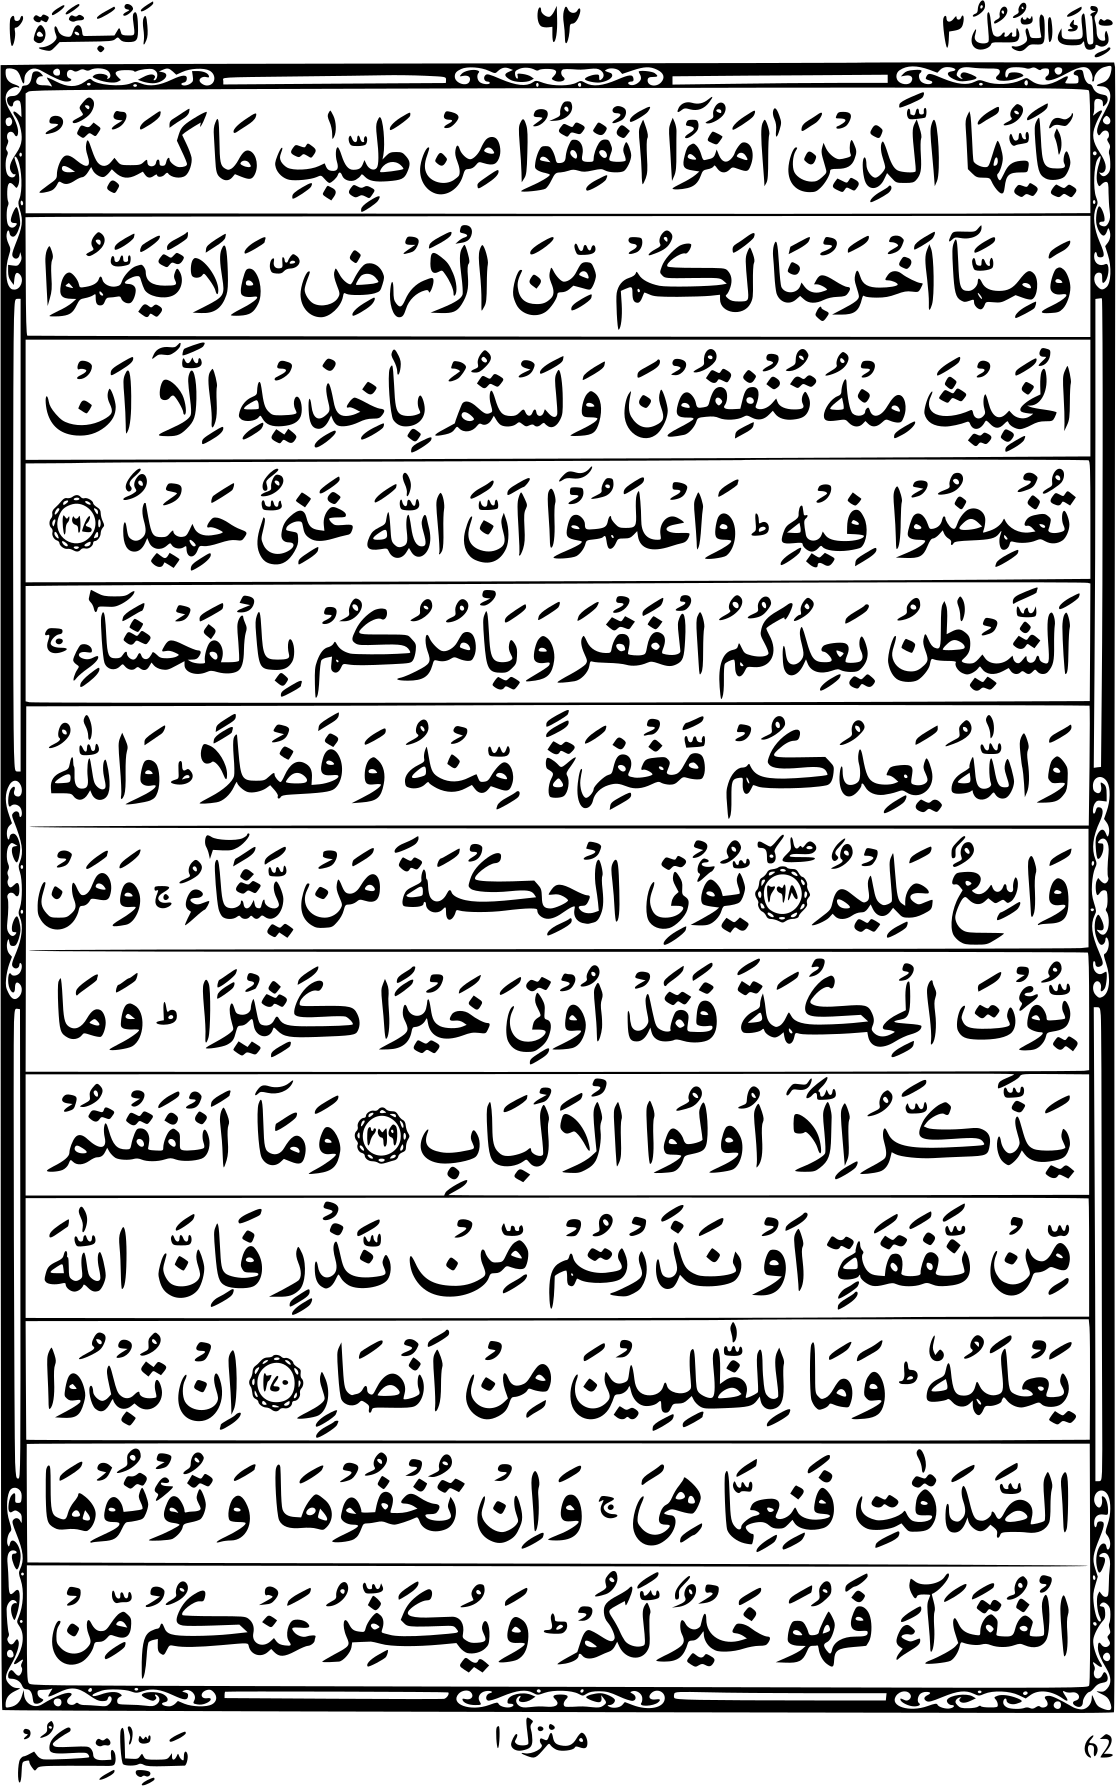 تِلْكَ الرُّسُلُ ٣ ٦٢ اَلْبَقَرَة ٢
يٰۤاَيُّهَا الَّذِيْنَ اٰمَنُوْۤا اَنْفِقُوْا مِنْ طَيِّبٰتِ مَا كَسَبْتُمْ
وَمِمَّاۤ اَخْرَجْنَا لَكُمْ مِّنَ الْاَرْضِ ۪ وَلَا تَيَمَّمُوا
الْخَبِيْثَ مِنْهُ تُنْفِقُوْنَ وَ لَسْتُمْ بِاٰخِذِيْهِ اِلَّاۤ اَنْ
تُغْمِضُوْا فِيْهِ ؕ وَاعْلَمُوْۤا اَنَّ اللّٰهَ غَنِيٌّ حَمِيْدٌ ٢٦٧
اَلشَّيْطٰنُ يَعِدُكُمُ الْفَقْرَ وَ يَاْمُرُكُمْ بِالْفَحْشَآءِ ۚ
وَاللّٰهُ يَعِدُكُمْ مَّغْفِرَةً مِّنْهُ وَ فَضْلًا ؕ وَاللّٰهُ
وَاسِعٌ عَلِيْمٌ ۖۙ ٢٦٨ يُّؤْتِي الْحِكْمَةَ مَنْ يَّشَآءُ ۚ وَمَنْ
يُّؤْتَ الْحِكْمَةَ فَقَدْ اُوْتِيَ خَيْرًا كَثِيْرًا ؕ وَمَا
يَذَّكَّرُ اِلَّاۤ اُولُوا الْاَلْبَابِ ٢٦٩ وَمَاۤ اَنْفَقْتُمْ
مِّنْ نَّفَقَةٍ اَوْ نَذَرْتُمْ مِّنْ نَّذْرٍ فَاِنَّ اللّٰهَ
يَعْلَمُهٗ ؕ وَمَا لِلظّٰلِمِيْنَ مِنْ اَنْصَارٍ ٢٧٠ اِنْ تُبْدُوا
الصَّدَقٰتِ فَنِعِمَّا هِيَ ۚ وَاِنْ تُخْفُوْهَا وَ تُؤْتُوْهَا
الْفُقَرَآءَ فَهُوَ خَيْرٌ لَّكُمْ ؕ وَ يُكَفِّرُ عَنْكُمْ مِّنْ
62 منزل ١ سَيِّاٰتِكُمْ